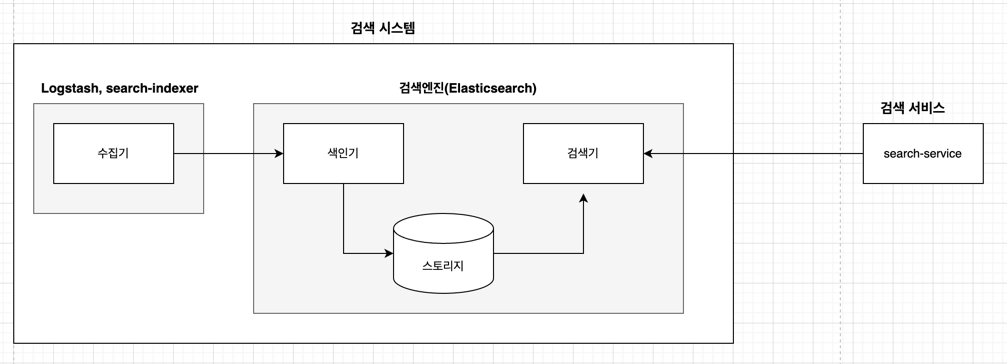 검색 시스템
Logstash, search-indexer
검색엔진(Elasticsearch)
검색 서비스
수집기
색인기
검색기
search-service
스토리지